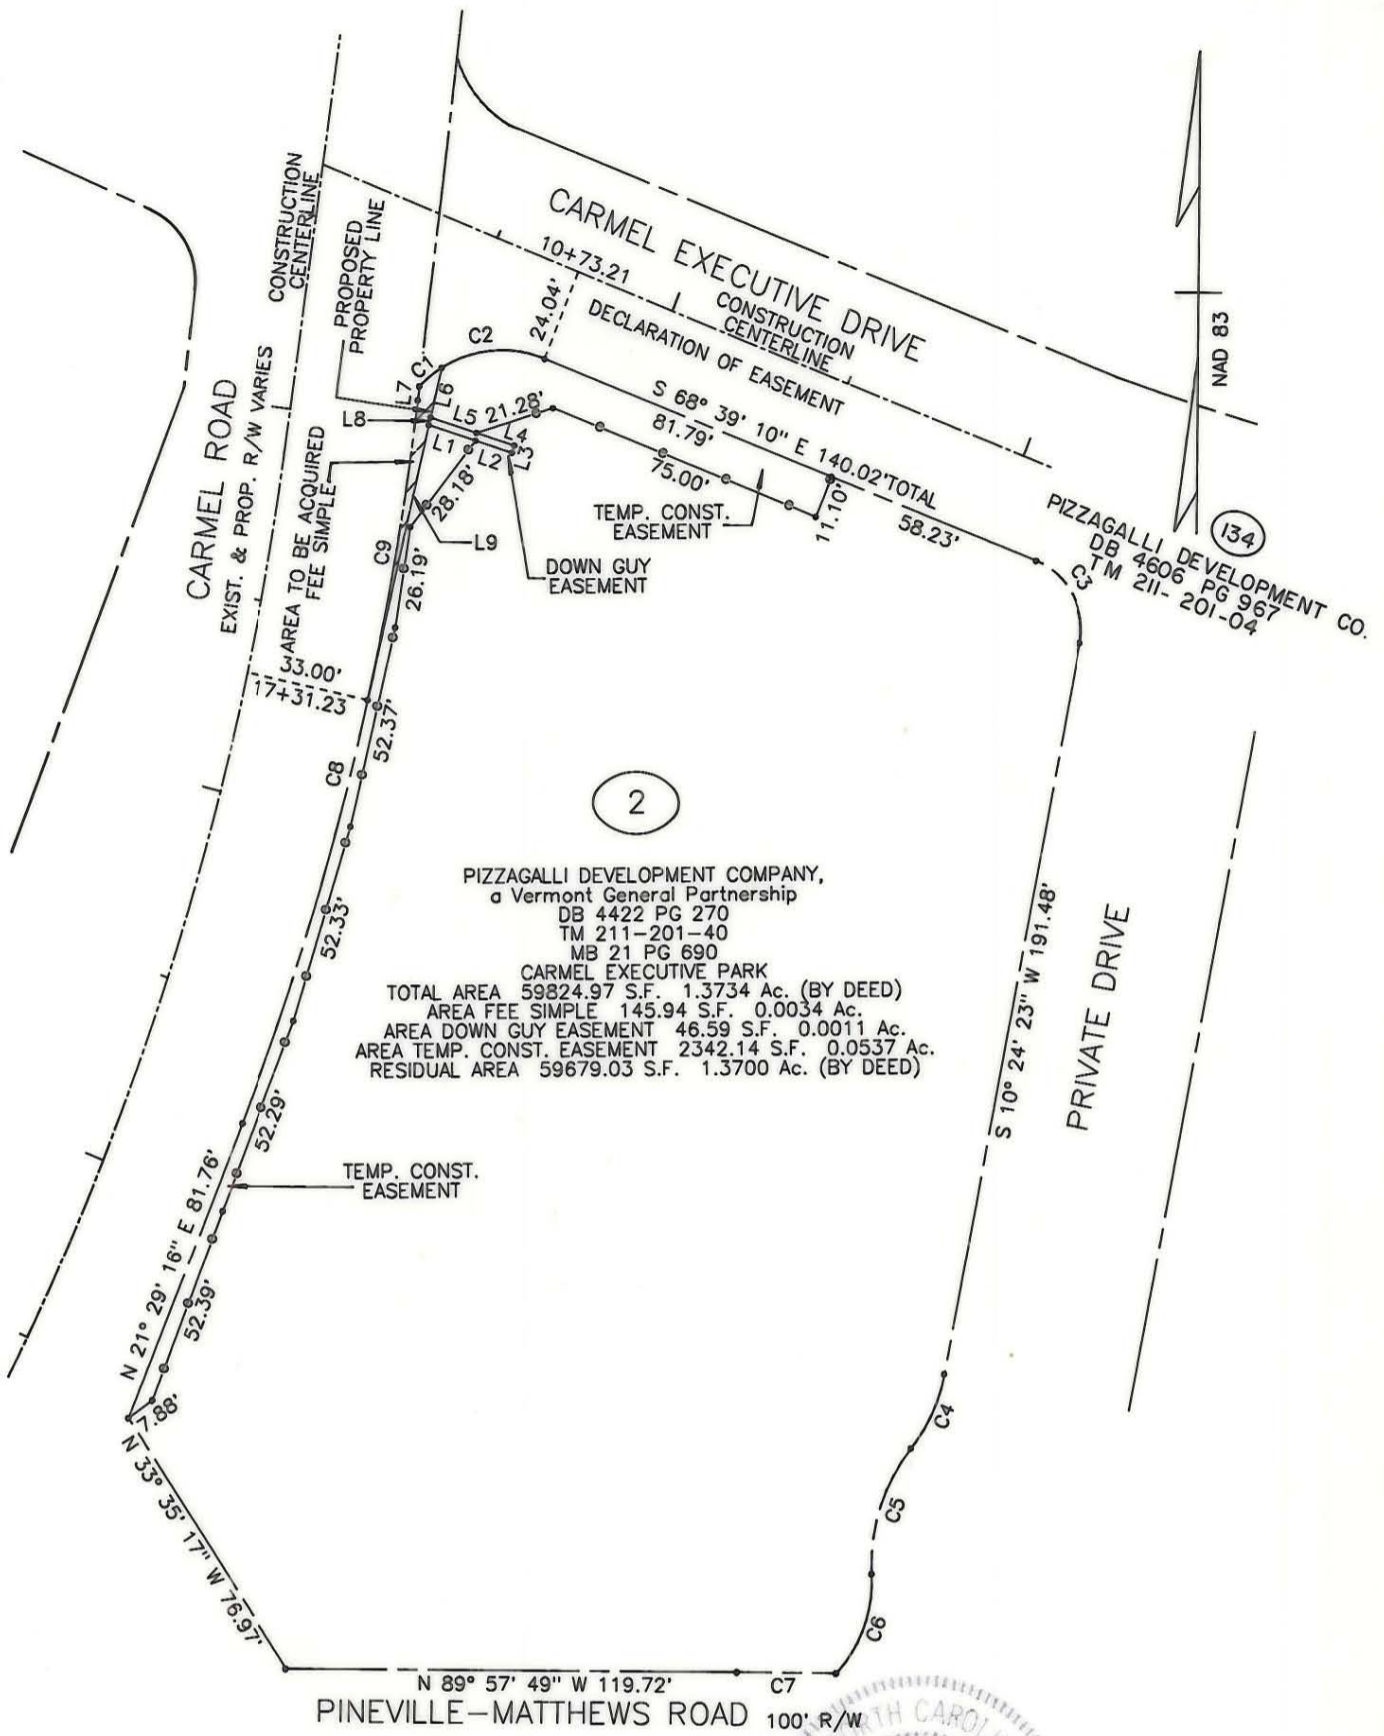 CONSTRUCTION
CENTERLINE
PROPOSED
PROPERTY LINE
CARMEL EXECUTIVE DRIVE
10+73.21
CONSTRUCTION
CENTERLINE
DECLARATION OF EASEMENT
24.04'
NAD 83
C2
C1
L7
L6
L8
L5
21.28'
L4
L3
L1
L2
28.18'
L9
S 68° 39' 10" E 140.02' TOTAL
81.79'
75.00'
11.10'
58.23'
TEMP. CONST.
EASEMENT
DOWN GUY
EASEMENT
C3
134
PIZZAGALLI DEVELOPMENT CO.
DB 4606 PG 967
TM 211- 201-04
CARMEL ROAD
EXIST. & PROP. R/W VARIES
AREA TO BE ACQUIRED
FEE SIMPLE
C9
26.19'
33.00'
17+31.23
52.37'
C8
2
PIZZAGALLI DEVELOPMENT COMPANY,
a Vermont General Partnership
DB 4422 PG 270
TM 211-201-40
MB 21 PG 690
CARMEL EXECUTIVE PARK
TOTAL AREA 59824.97 S.F. 1.3734 Ac. (BY DEED)
AREA FEE SIMPLE 145.94 S.F. 0.0034 Ac.
AREA DOWN GUY EASEMENT 46.59 S.F. 0.0011 Ac.
AREA TEMP. CONST. EASEMENT 2342.14 S.F. 0.0537 Ac.
RESIDUAL AREA 59679.03 S.F. 1.3700 Ac. (BY DEED)
52.33'
52.29'
TEMP. CONST.
EASEMENT
S 10° 24' 23" W 191.48'
PRIVATE DRIVE
N 21° 29' 16" E 81.76'
52.39'
7.88'
C4
C5
C6
N 33° 35' 17" W 76.97'
N 89° 57' 49" W 119.72'
C7
PINEVILLE-MATTHEWS ROAD 100' R/W